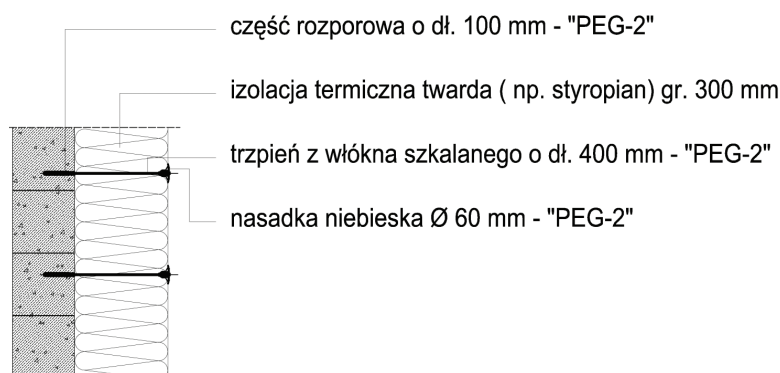 część rozporowa o dł. 100 mm - "PEG-2"
izolacja termiczna twarda ( np. styropian) gr. 300 mm
trzpień z włókna szkalanego o dł. 400 mm - "PEG-2"
nasadka niebieska Ø 60 mm - "PEG-2"